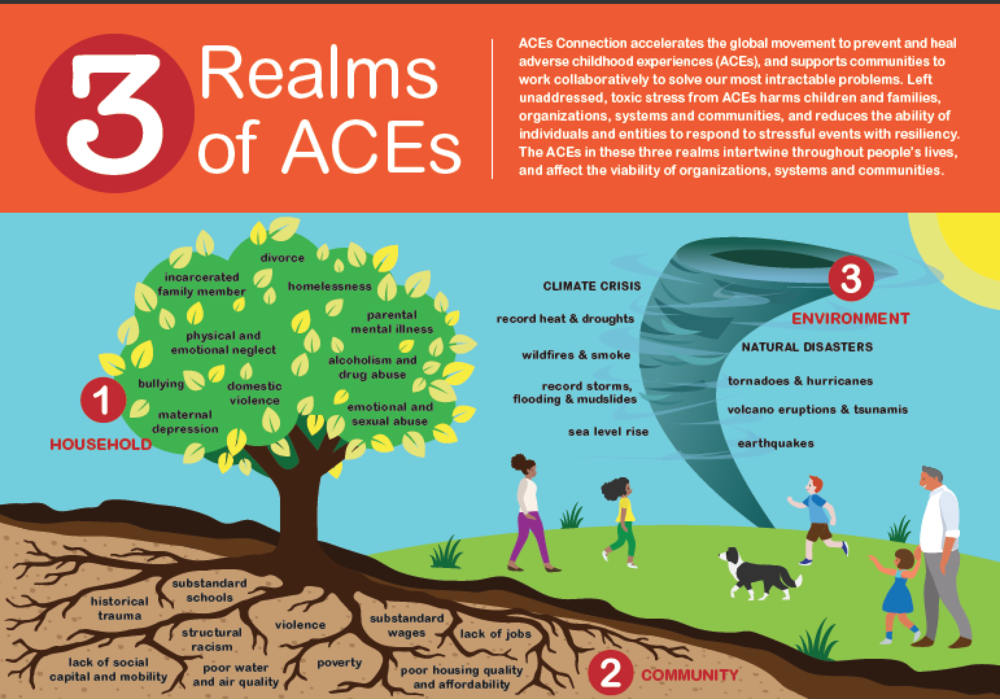 3 Realms
of ACEs
ACEs Connection accelerates the global movement to prevent and heal
adverse childhood experiences (ACEs), and supports communities to
work collaboratively to solve our most intractable problems. Left
unaddressed, toxic stress from ACEs harms children and families,
organizations, systems and communities, and reduces the ability of
individuals and entities to respond to stressful events with resiliency.
The ACEs in these three realms intertwine throughout people's lives,
and affect the viability of organizations, systems and communities.
1
HOUSEHOLD
divorce
incarcerated
family member
homelessness
parental
mental illness
physical and
emotional neglect
alcoholism and
drug abuse
bullying
domestic
violence
maternal
depression
emotional and
sexual abuse
3
ENVIRONMENT
CLIMATE CRISIS
record heat & droughts
wildfires & smoke
record storms,
flooding & mudslides
sea level rise
NATURAL DISASTERS
tornadoes & hurricanes
volcano eruptions & tsunamis
earthquakes
2
COMMUNITY
substandard
schools
historical
trauma
structural
racism
violence
substandard
wages
lack of jobs
lack of social
capital and mobility
poor water
and air quality
poverty
poor housing quality
and affordability